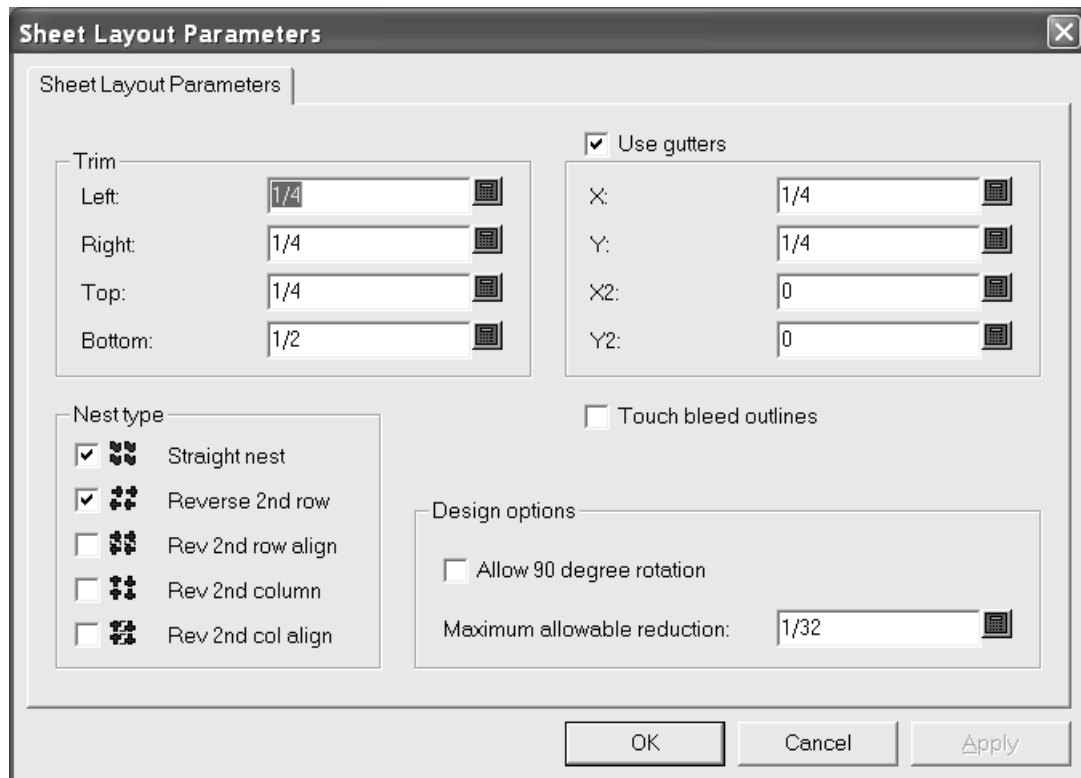 Sheet Layout Parameters
Sheet Layout Parameters
Trim
Left: 1/4
Right: 1/4
Top: 1/4
Bottom: 1/2
Use gutters
X: 1/4
Y: 1/4
X2: 0
Y2: 0
Touch bleed outlines
Nest type
Straight nest
Reverse 2nd row
Rev 2nd row align
Rev 2nd column
Rev 2nd col align
Design options
Allow 90 degree rotation
Maximum allowable reduction: 1/32
OK Cancel Apply